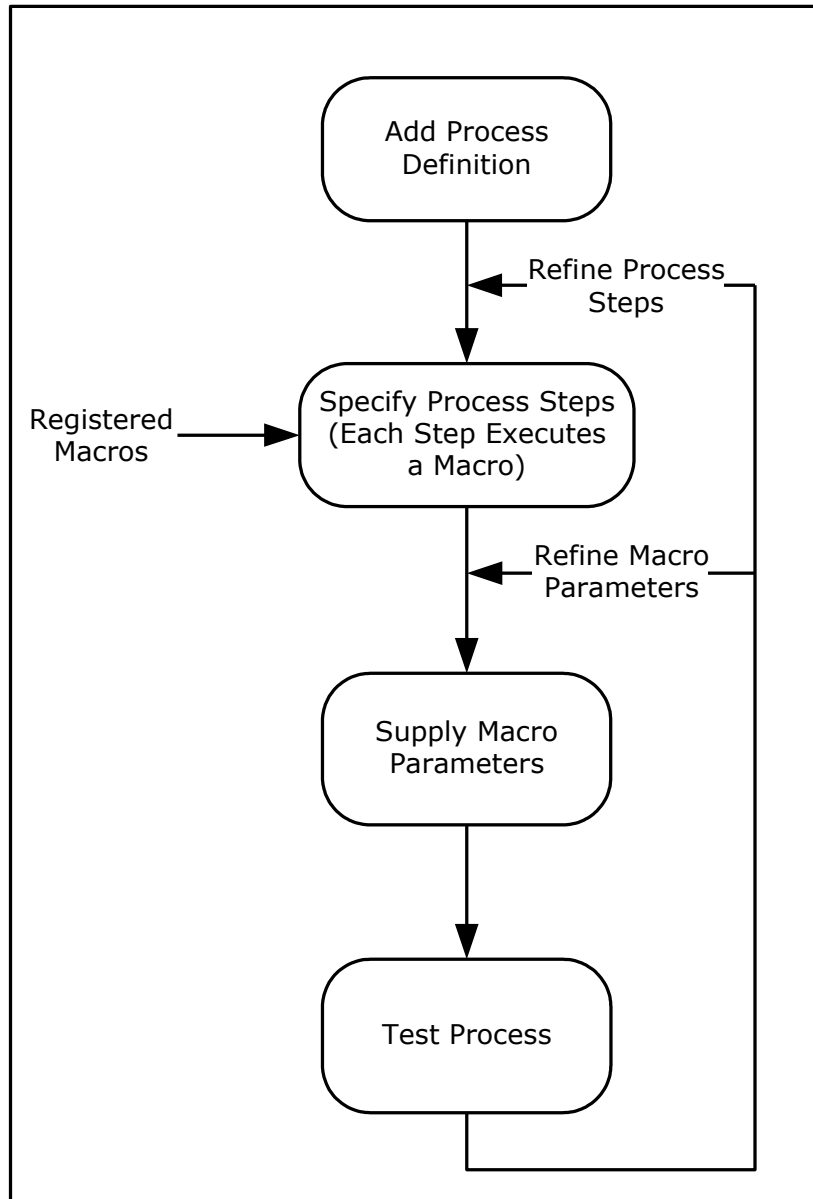 Add Process
Definition
Refine Process
Steps
Specify Process Steps
(Each Step Executes
a Macro)
Registered
Macros
Refine Macro
Parameters
Supply Macro
Parameters
Test Process